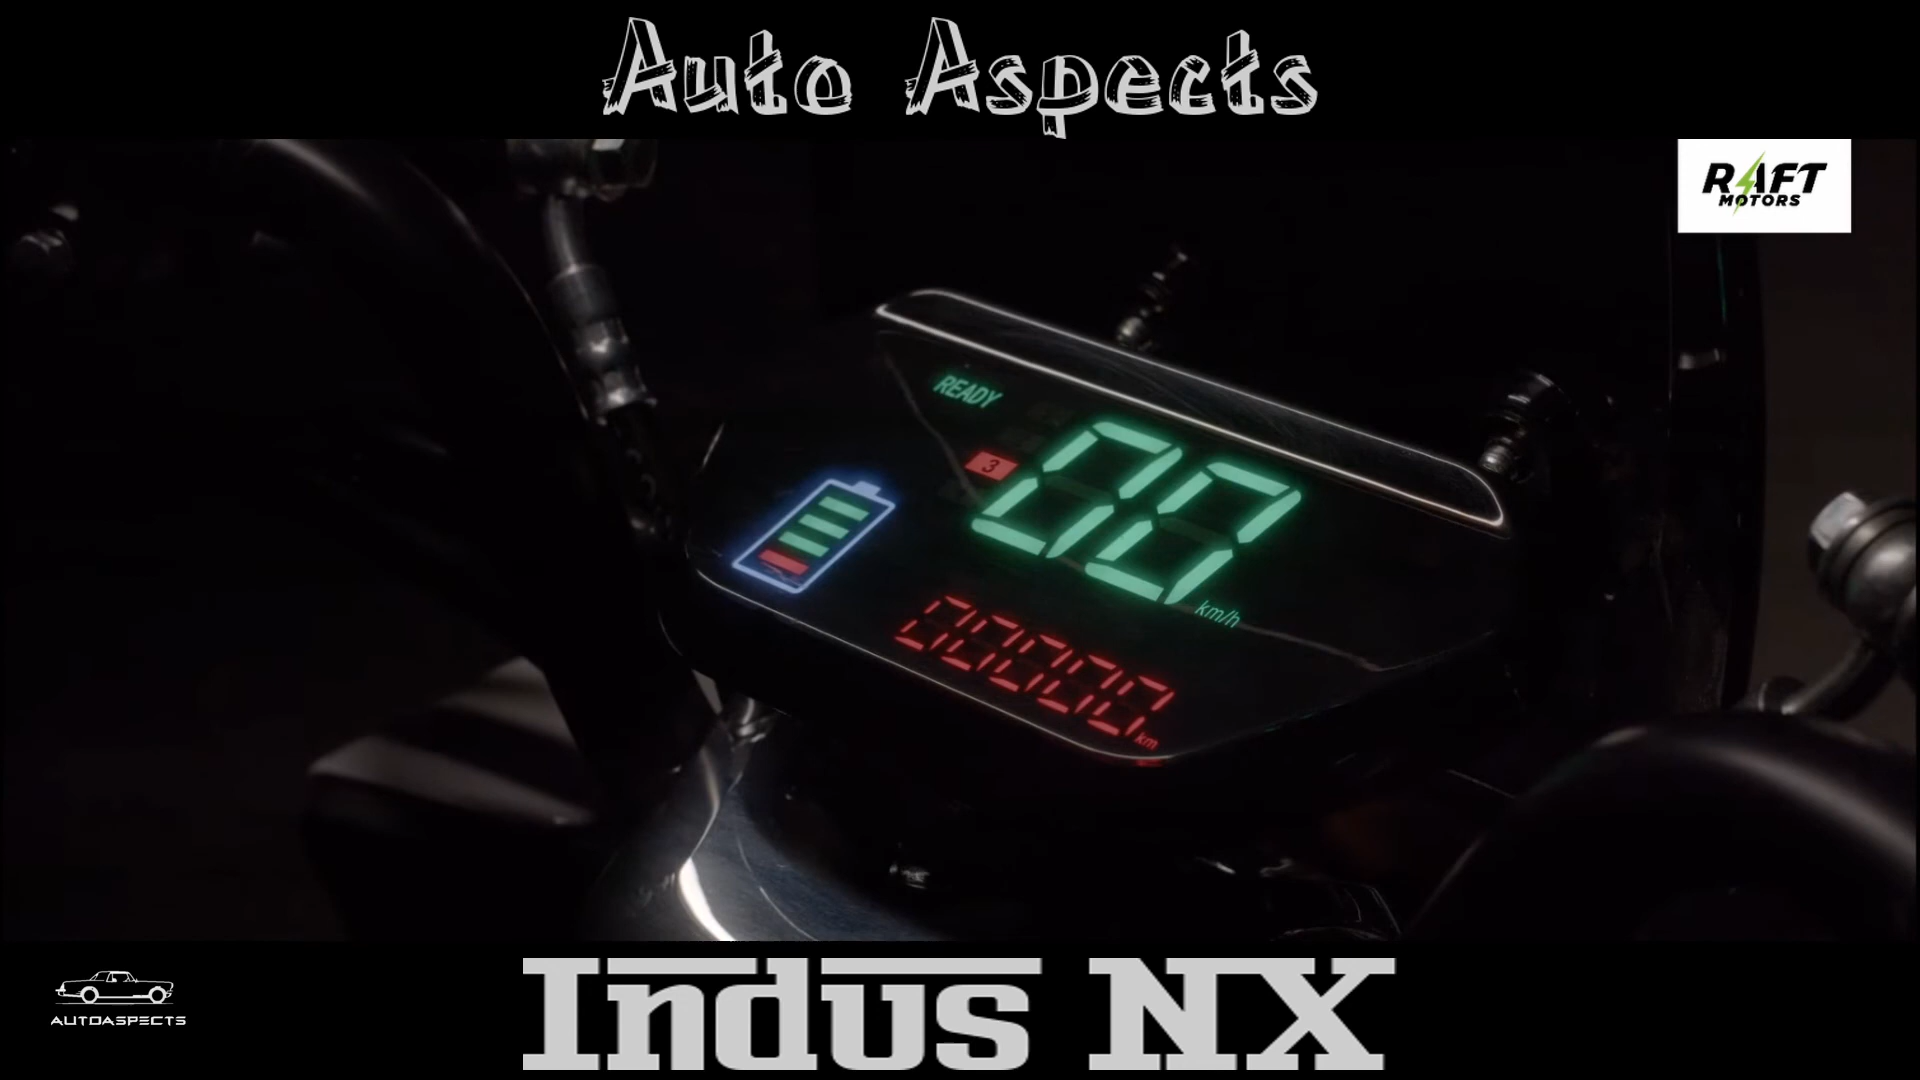 Auto Aspects
RAFT
MOTORS
READY
3
00
km/h
00000
km
AUTOASPECTS
Indus NX